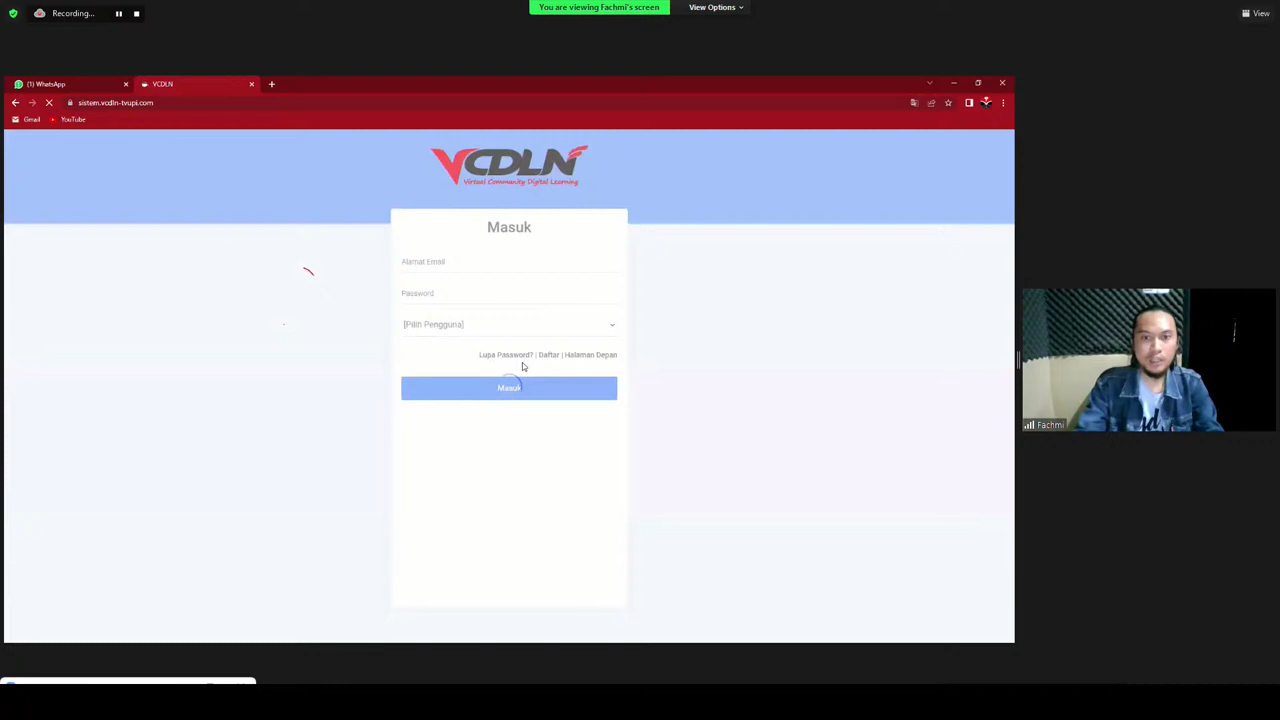 Recording...
You are viewing Fachmi's screen
View Options
View
(1) WhatsApp
VCDLN
sistem.vcdln-tvupi.com
Gmail
YouTube
VCDLN
Virtual Community Digital Learning
Masuk
Alamat Email
Password
[Pilih Pengguna]
Lupa Password? | Daftar | Halaman Depan
Masuk
Fachmi